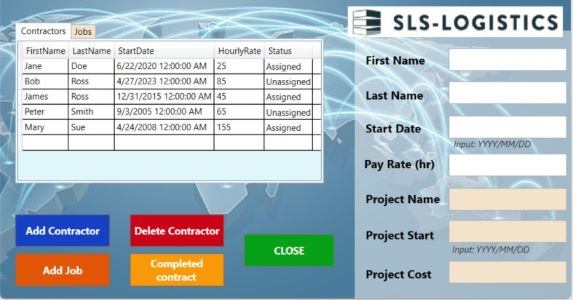 Contractors Jobs
FirstName LastName StartDate HourlyRate Status
Jane Doe 6/22/2020 12:00:00 AM 25 Assigned
Bob Ross 4/27/2023 12:00:00 AM 85 Unassigned
James Ross 12/31/2015 12:00:00 AM 45 Assigned
Peter Smith 9/3/2005 12:00:00 AM 65 Unassigned
Mary Sue 4/24/2008 12:00:00 AM 155 Assigned
Add Contractor
Delete Contractor
Add Job
Completed
contract
CLOSE
SLS-LOGISTICS
First Name
Last Name
Start Date
Input: YYYY/MM/DD
Pay Rate (hr)
Project Name
Project Start
Input: YYYY/MM/DD
Project Cost